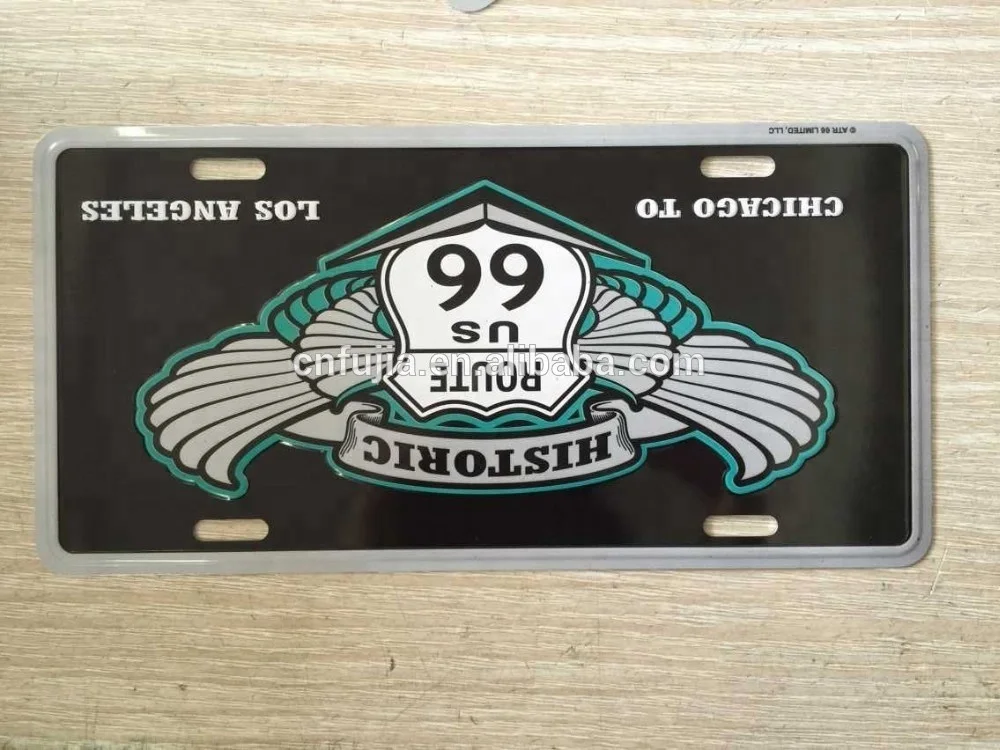 HISTORIC
ROUTE
US
66
CHICAGO TO
LOS ANGELES
© ATR 66 LIMITED, LLC
cnfujia.en.alibaba.com